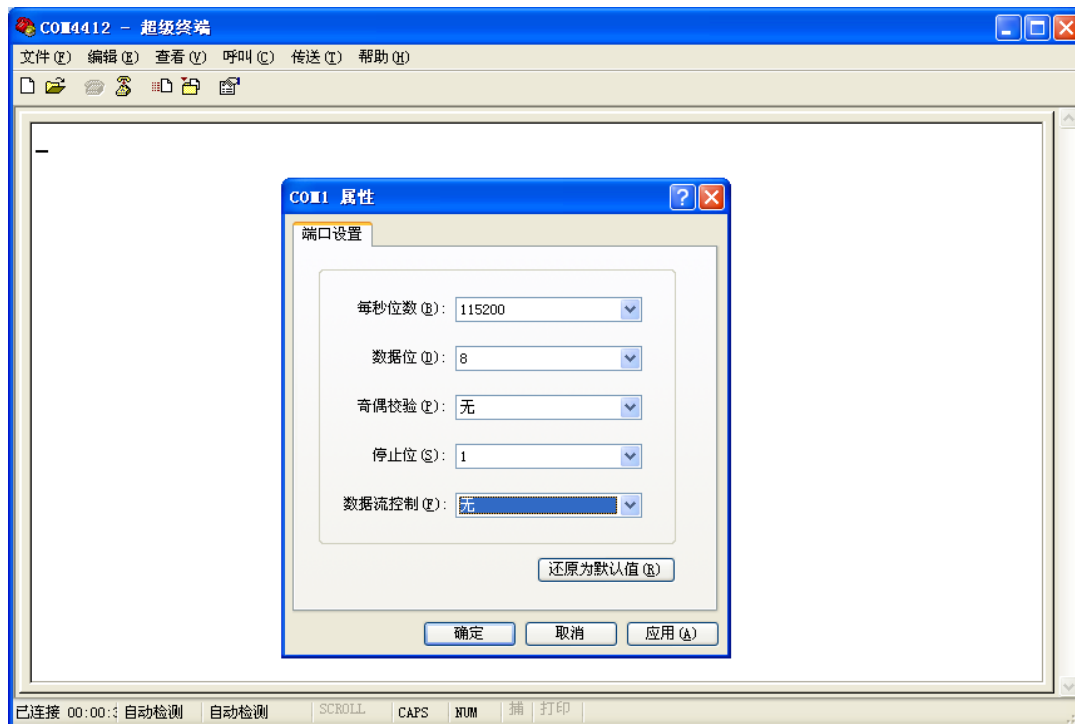 COM4412 - 超级终端
文件(F) 编辑(E) 查看(V) 呼叫(C) 传送(T) 帮助(H)
COM1 属性
端口设置
每秒位数(B): 115200
数据位(D): 8
奇偶校验(P): 无
停止位(S): 1
数据流控制(F): 无
还原为默认值(R)
确定 取消 应用(A)
已连接 00:00:3 自动检测 自动检测 SCROLL CAPS NUM 捕 打印